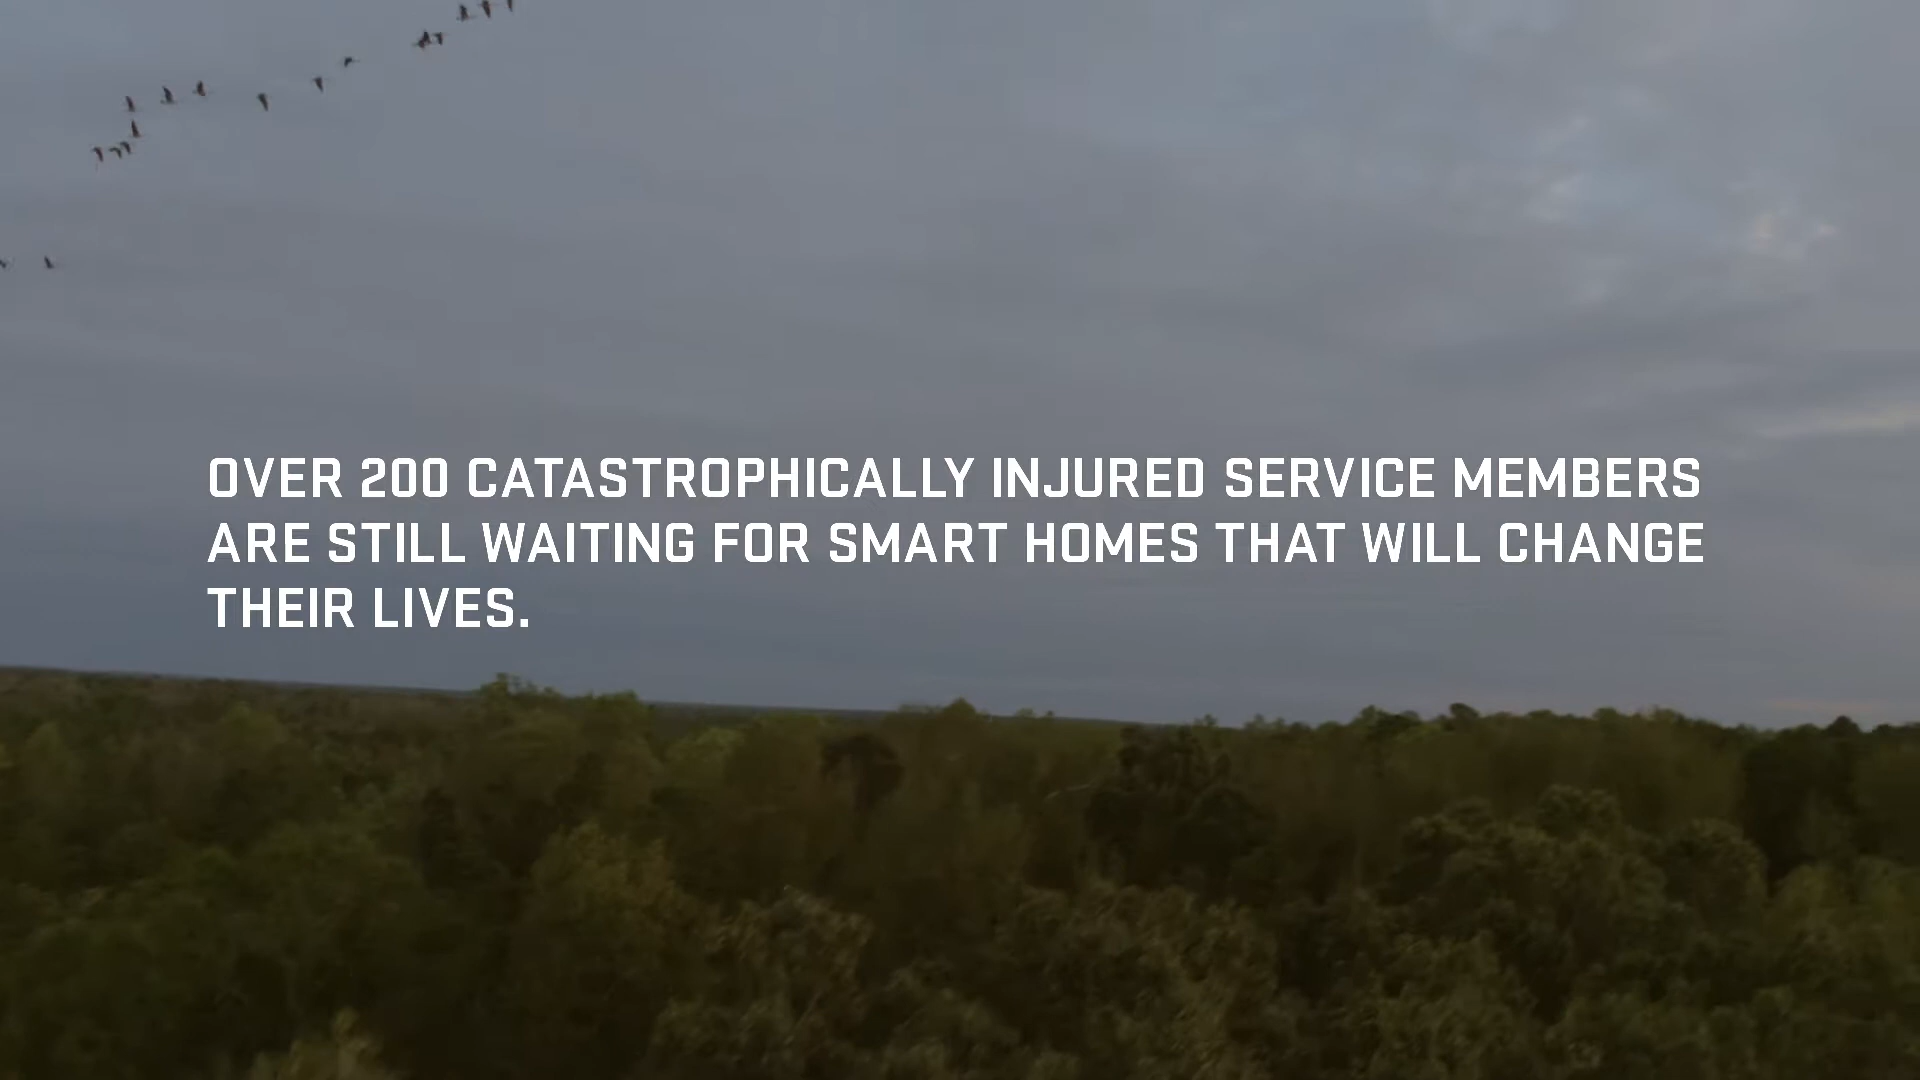 OVER 200 CATASTROPHICALLY INJURED SERVICE MEMBERS
ARE STILL WAITING FOR SMART HOMES THAT WILL CHANGE
THEIR LIVES.